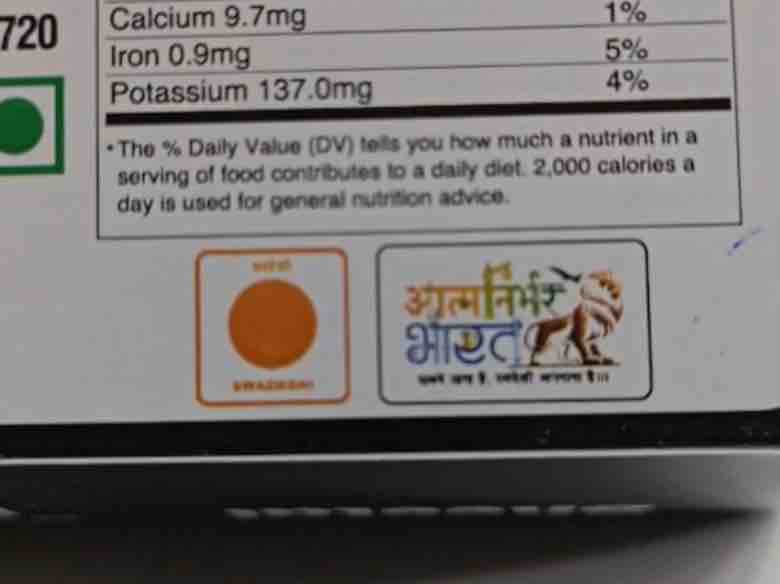 720
Calcium 9.7mg 1%
Iron 0.9mg 5%
Potassium 137.0mg 4%
•The % Daily Value (DV) tells you how much a nutrient in a
serving of food contributes to a daily diet. 2,000 calories a
day is used for general nutrition advice.
SWADESHI
आत्मनिर्भर
भारत